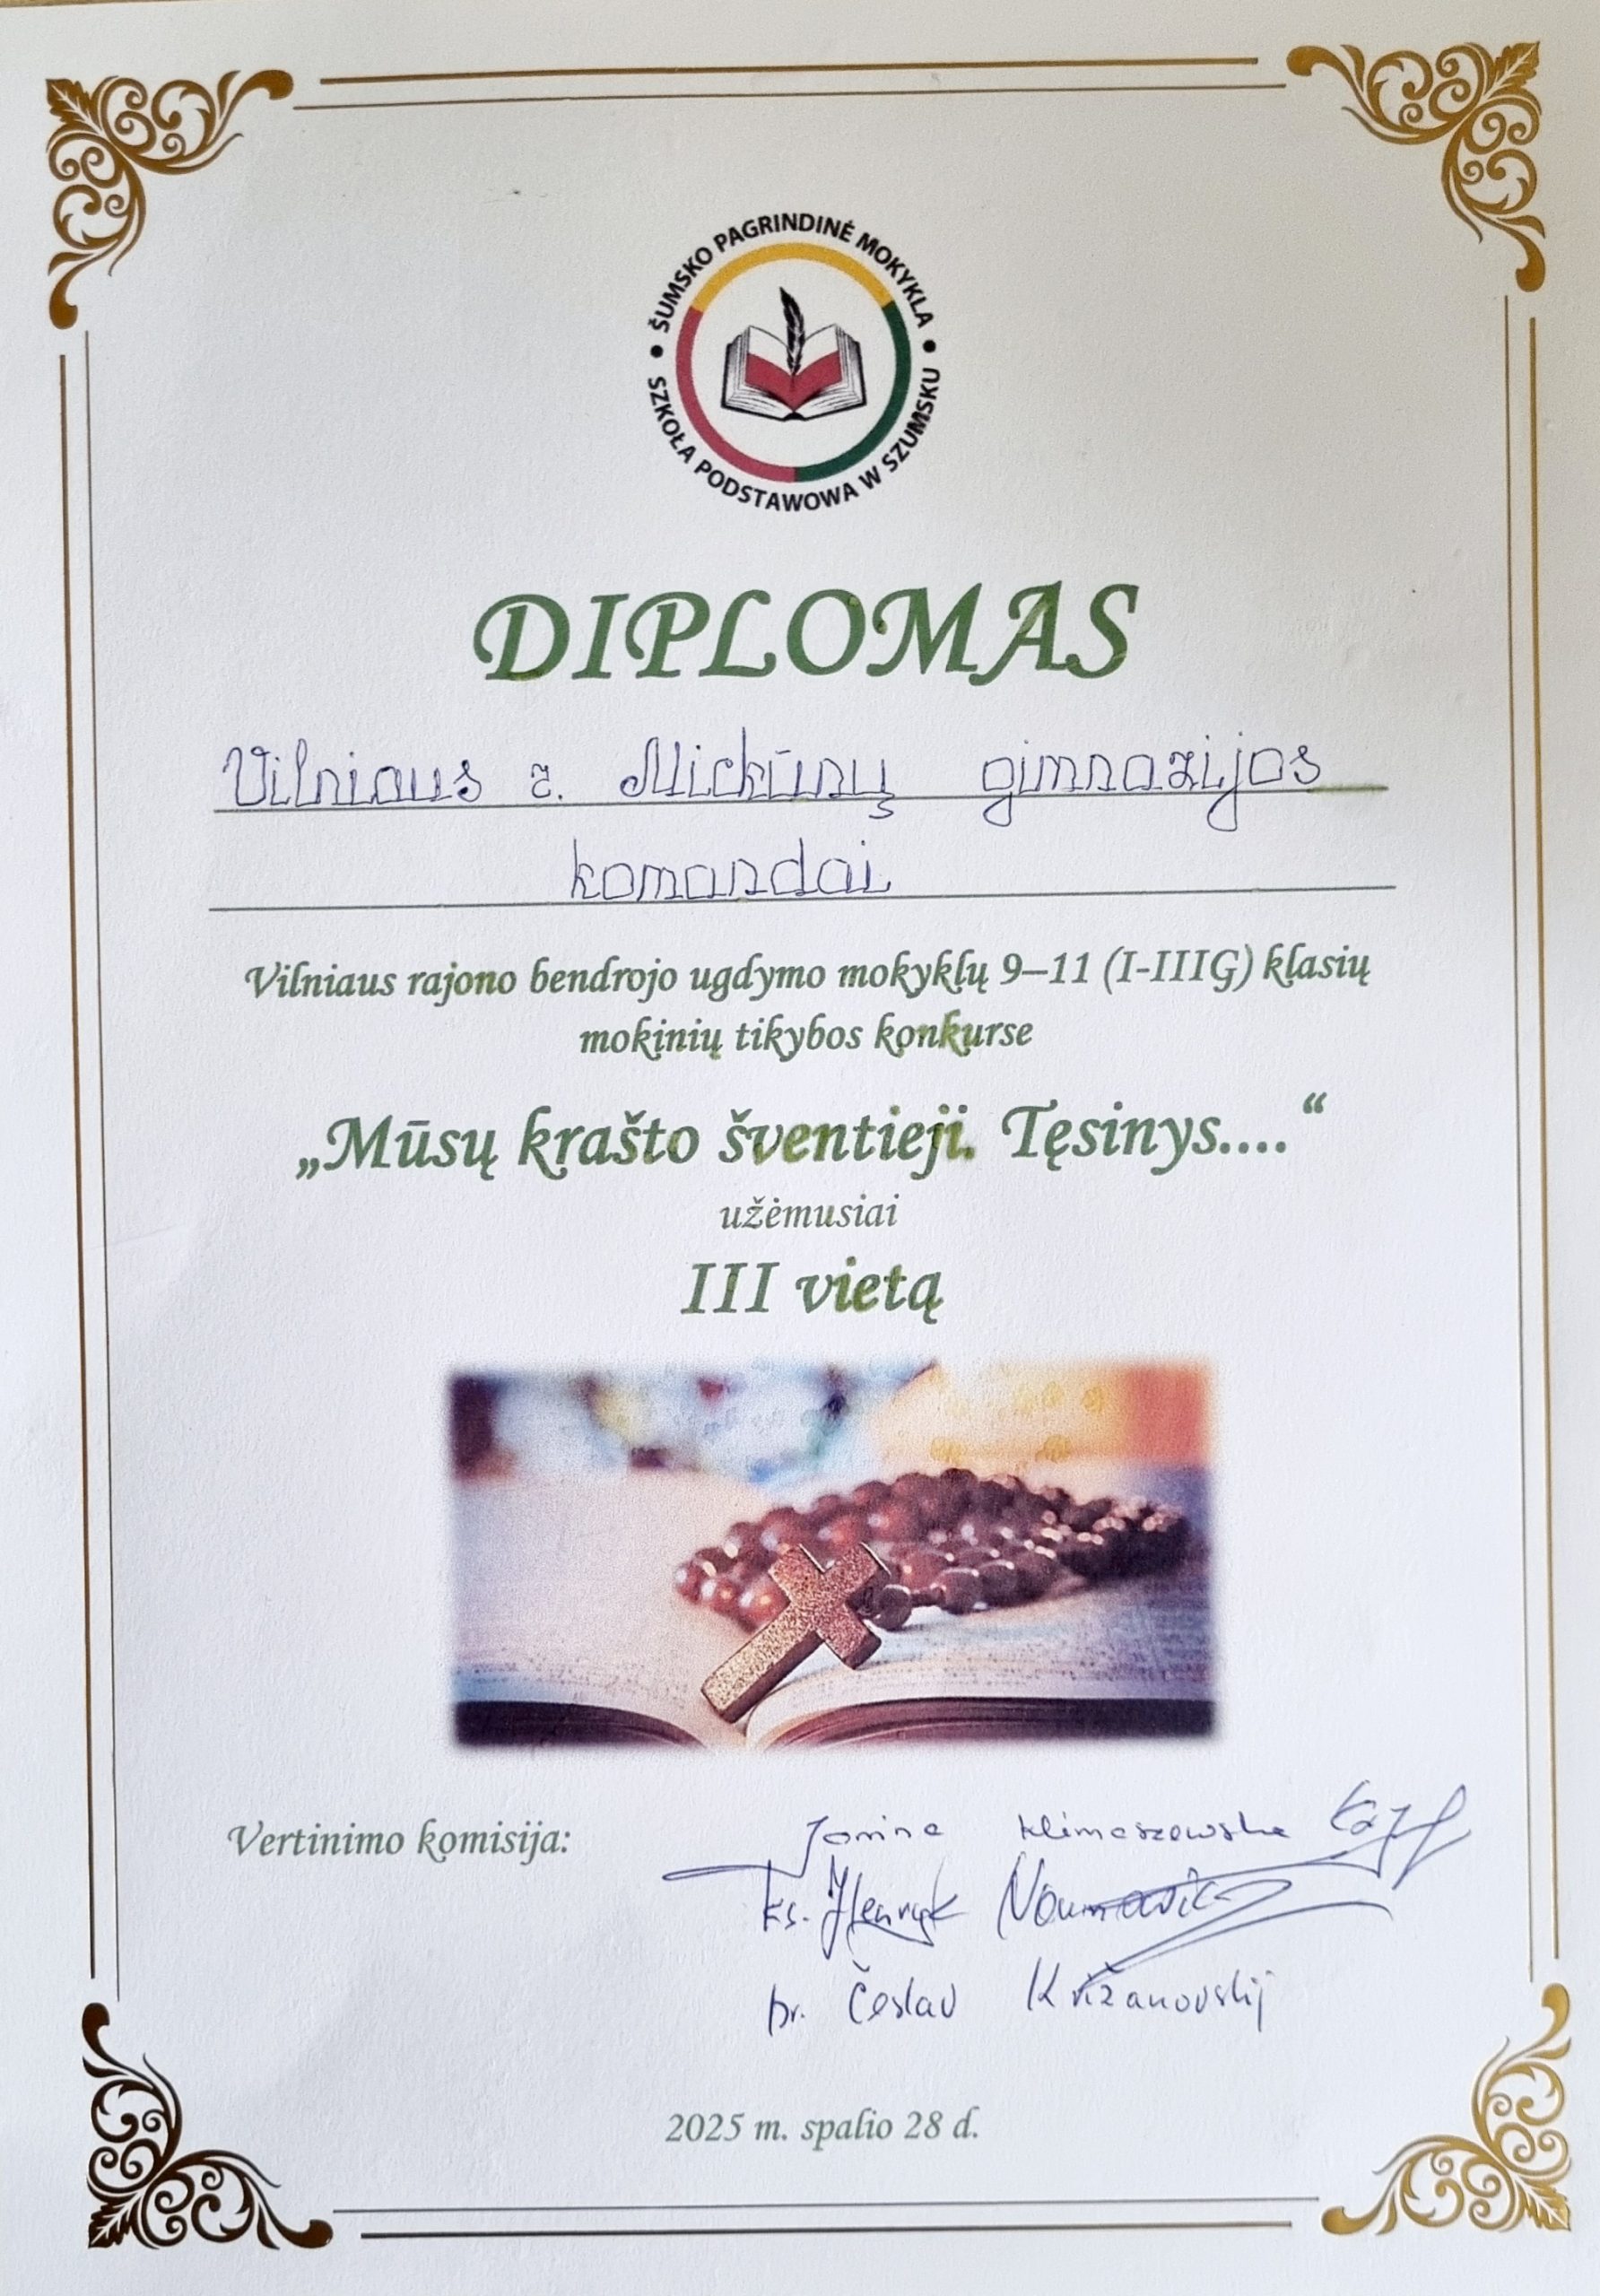 ŠUMSKO PAGRINDINĖ MOKYKLA
SZKOŁA PODSTAWOWA W SZUMSKU
DIPLOMAS
Vilniaus r. Mickūnų gimnazijos
komandai
Vilniaus rajono bendrojo ugdymo mokyklų 9–11 (I-IIIG) klasių
mokinių tikybos konkurse
„Mūsų krašto šventieji. Tęsinys....“
užėmusiai
III vietą
Vertinimo komisija:
Janina Klimaszewska
ks. Henryk Naumowicz
br. Česlav Križanovskij
2025 m. spalio 28 d.